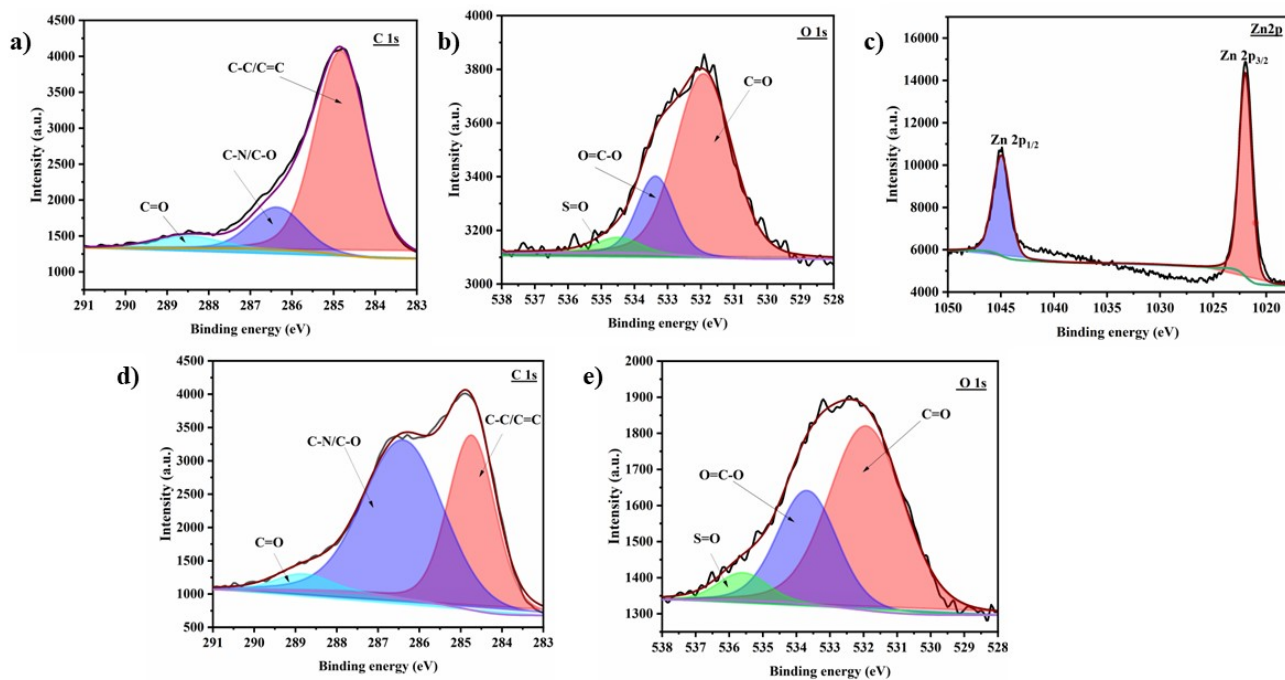 a)
C 1s
C-C/C=C
C-N/C-O
C=O
Intensity (a.u.)
4500
4000
3500
3000
2500
2000
1500
1000
291 290 289 288 287 286 285 284 283
Binding energy (eV)
b)
O 1s
C=O
O=C-O
S=O
Intensity (a.u.)
4000
3800
3600
3400
3200
3000
538 537 536 535 534 533 532 531 530 529 528
Binding energy (eV)
c)
Zn2p
Zn 2p3/2
Zn 2p1/2
Intensity (a.u.)
16000
14000
12000
10000
8000
6000
4000
1050 1045 1040 1035 1030 1025 1020
Binding energy (eV)
d)
C 1s
C-C/C=C
C-N/C-O
C=O
Intensity (a.u.)
4500
4000
3500
3000
2500
2000
1500
1000
500
291 290 289 288 287 286 285 284 283
Binding energy (eV)
e)
O 1s
C=O
O=C-O
S=O
Intensity (a.u.)
2000
1900
1800
1700
1600
1500
1400
1300
538 537 536 535 534 533 532 531 530 529 528
Binding energy (eV)